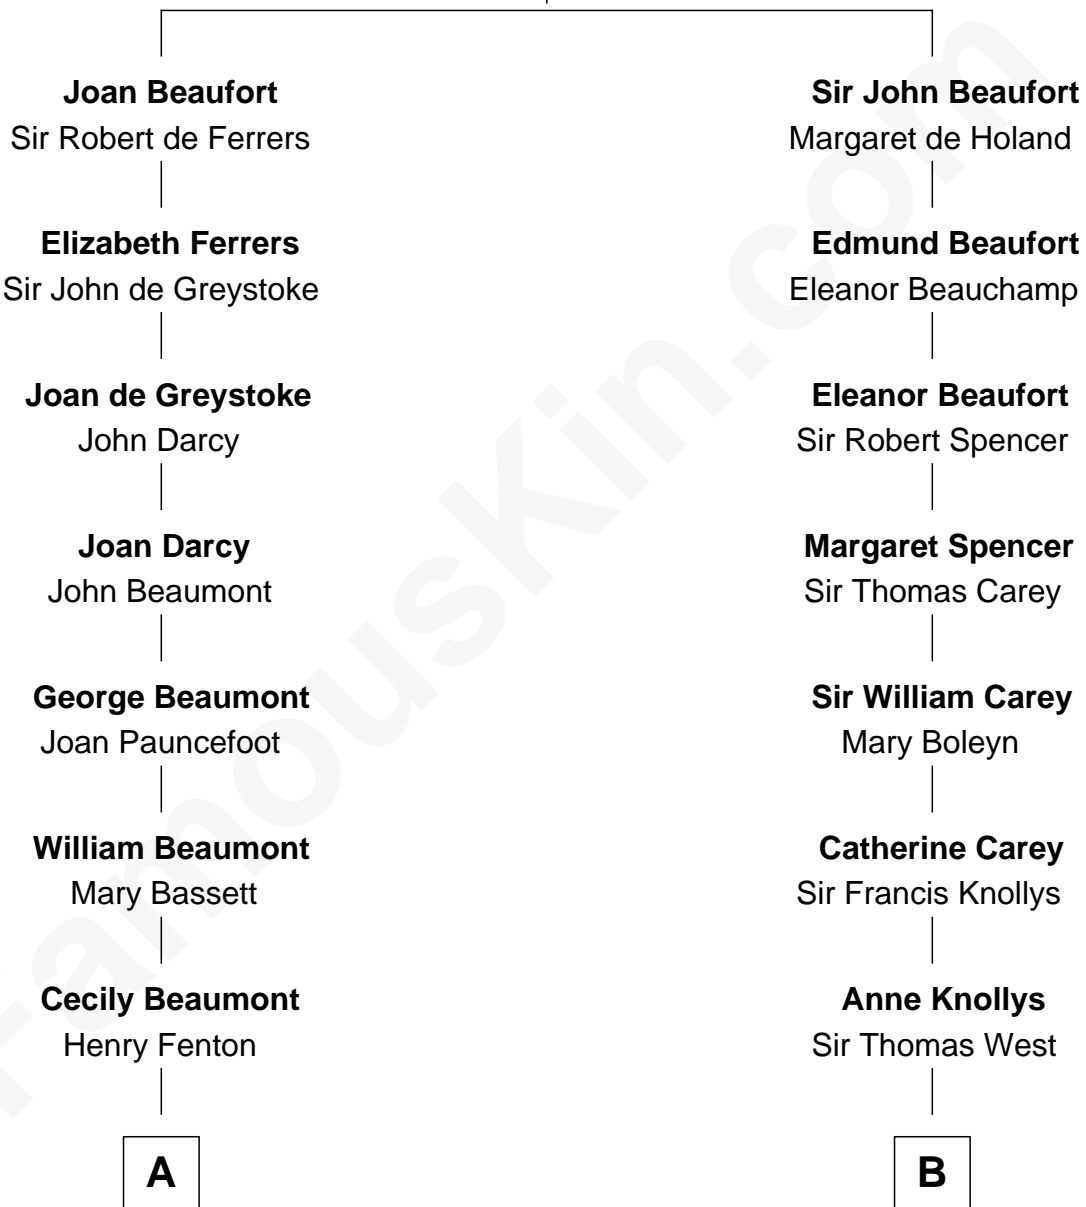 Joan Beaufort
Sir Robert de Ferrers
Elizabeth Ferrers
Sir John de Greystoke
Joan de Greystoke
John Darcy
Joan Darcy
John Beaumont
George Beaumont
Joan Pauncefoot
William Beaumont
Mary Bassett
Cecily Beaumont
Henry Fenton
A
Sir John Beaufort
Margaret de Holand
Edmund Beaufort
Eleanor Beauchamp
Eleanor Beaufort
Sir Robert Spencer
Margaret Spencer
Sir Thomas Carey
Sir William Carey
Mary Boleyn
Catherine Carey
Sir Francis Knollys
Anne Knollys
Sir Thomas West
B
FamousKin.com